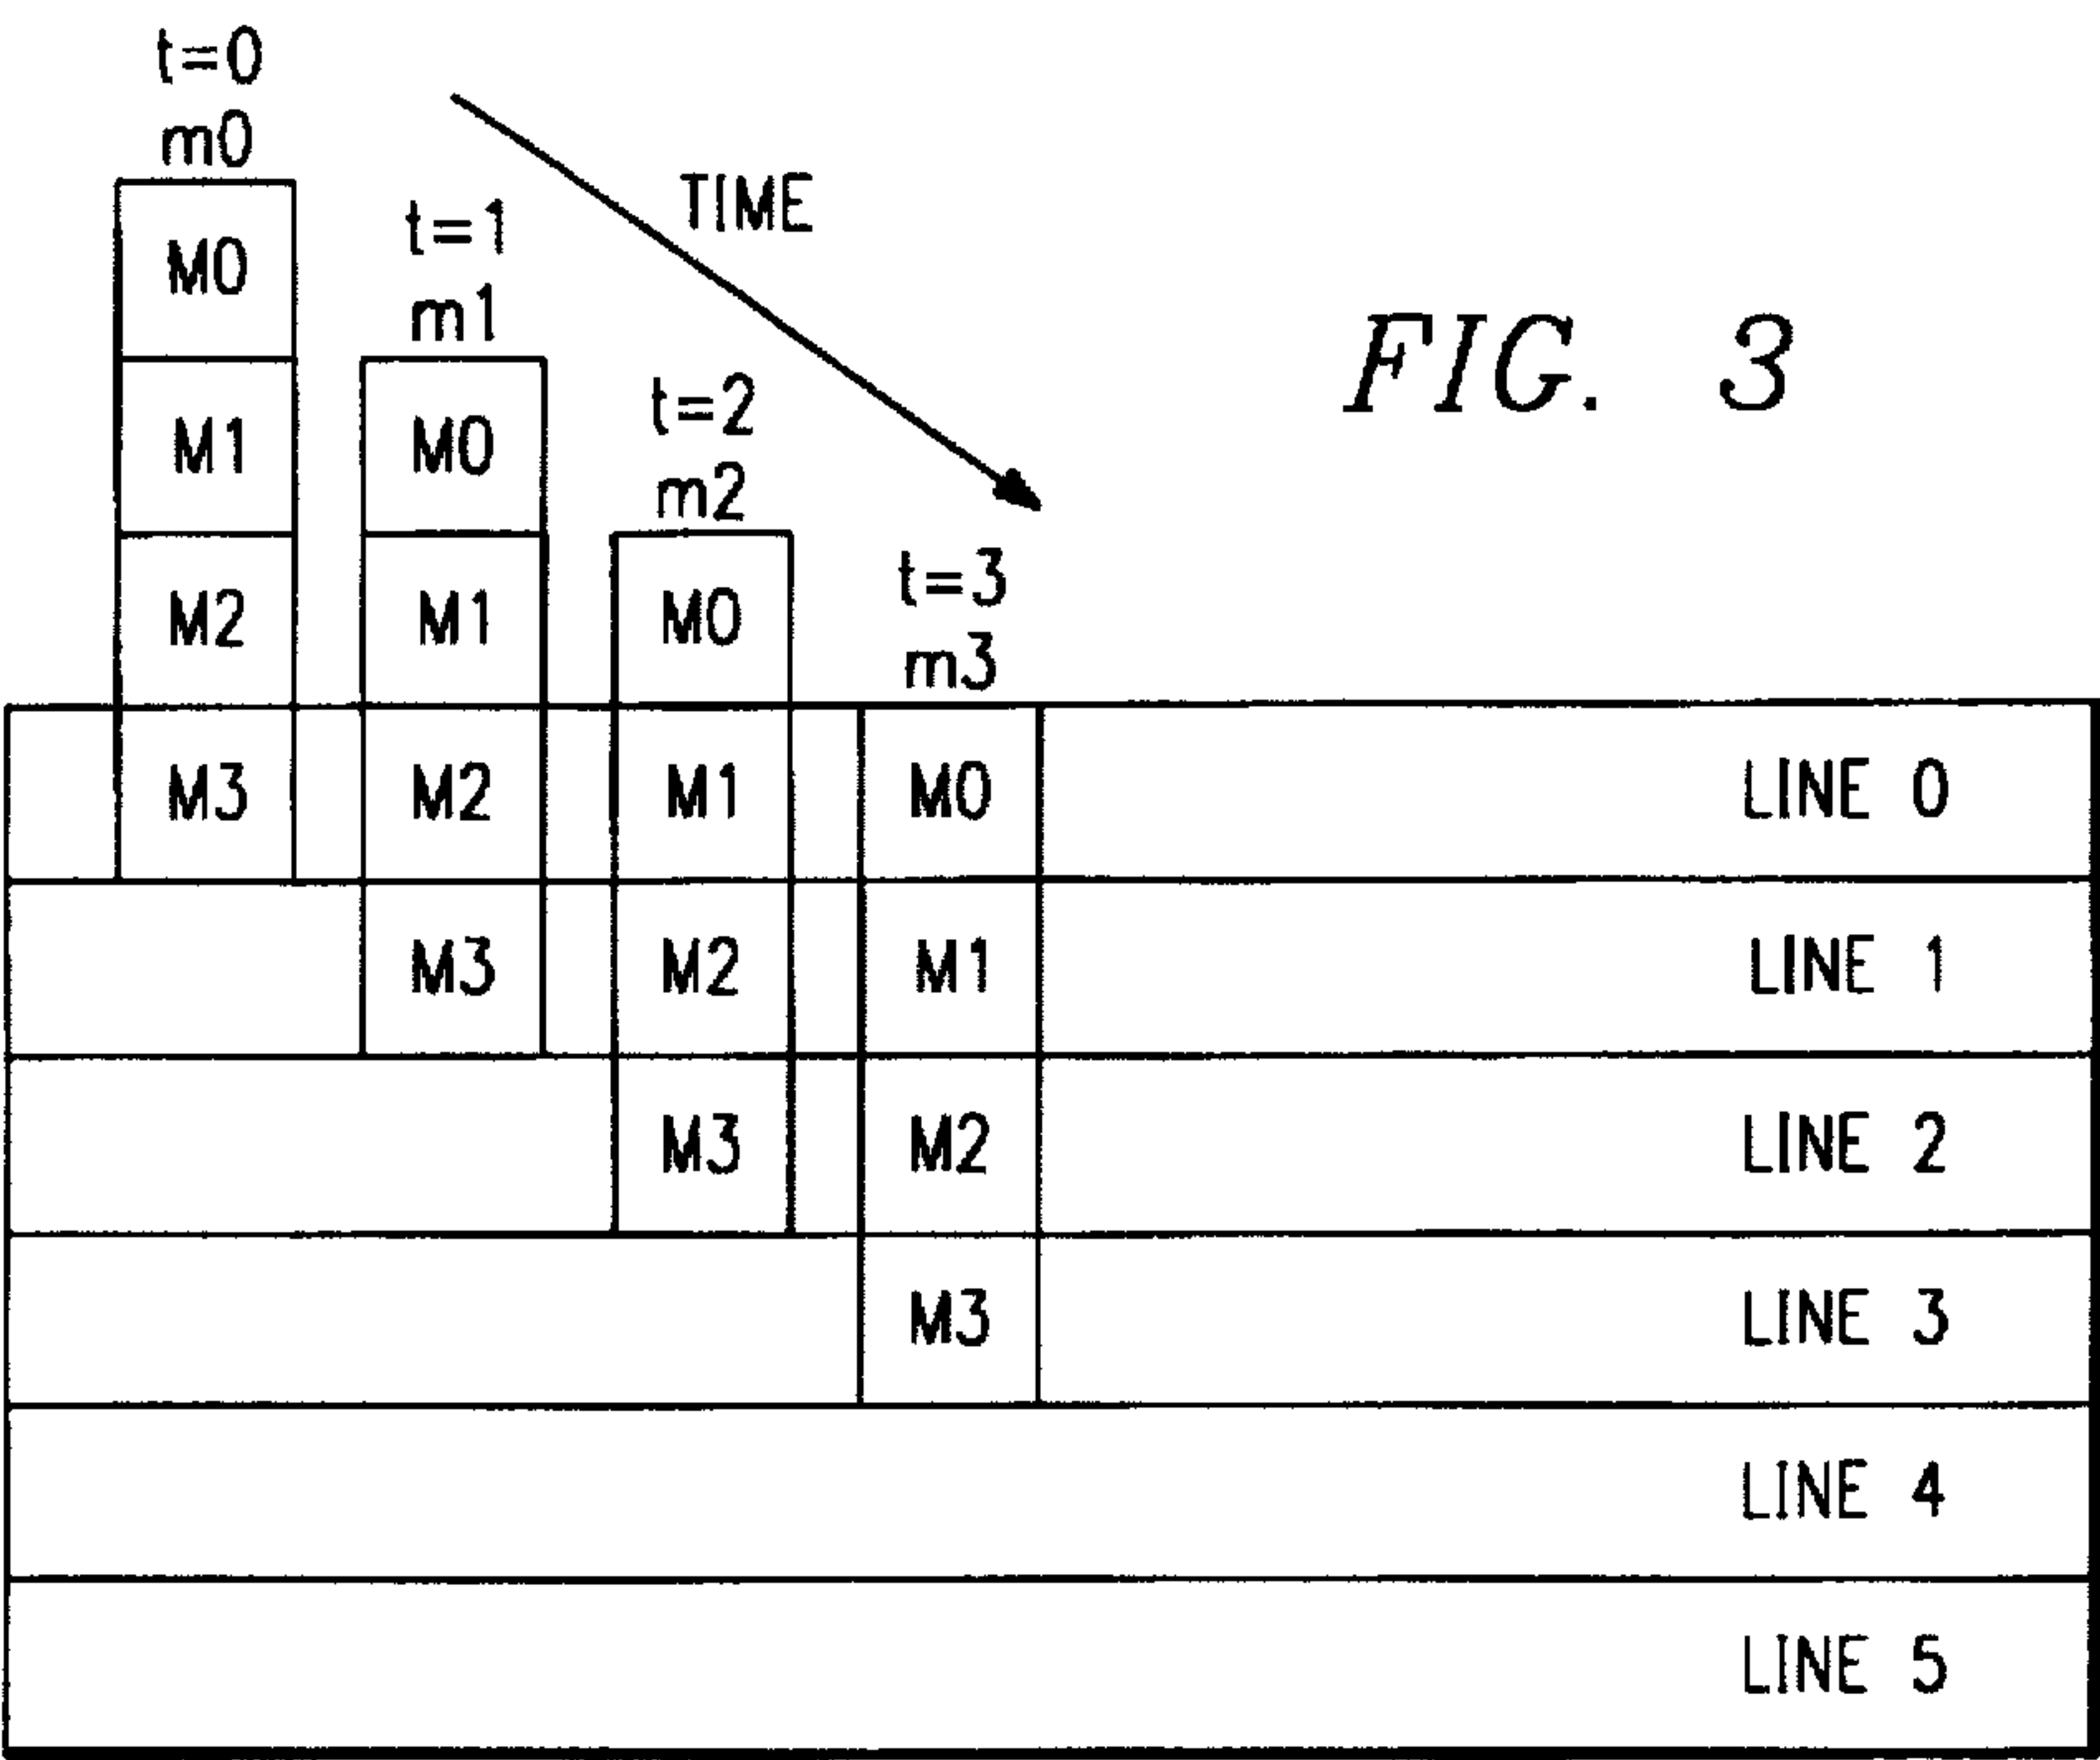 t=0
m0
t=1
m1
TIME
t=2
m2
t=3
m3
FIG. 3
M0
M1 M0
M2 M1 M0
M3 M2 M1 M0 LINE 0
M3 M2 M1 LINE 1
M3 M2 LINE 2
M3 LINE 3
LINE 4
LINE 5